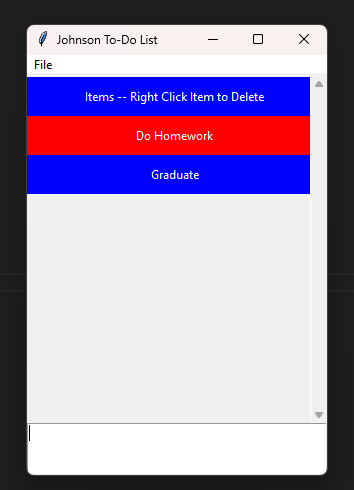 Johnson To-Do List
File
Items -- Right Click Item to Delete
Do Homework
Graduate